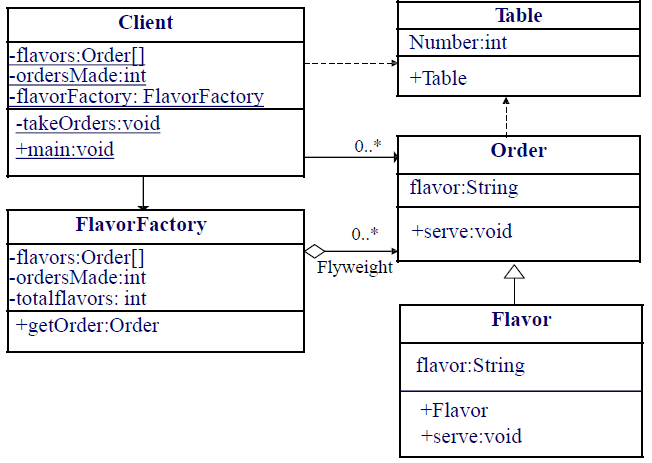 Client
-flavors:Order[]
-ordersMade:int
-flavorFactory: FlavorFactory
-takeOrders:void
+main:void
Table
Number:int
+Table
0..*
Order
flavor:String
+serve:void
FlavorFactory
-flavors:Order[]
-ordersMade:int
-totalflavors: int
+getOrder:Order
0..*
Flyweight
Flavor
flavor:String
+Flavor
+serve:void